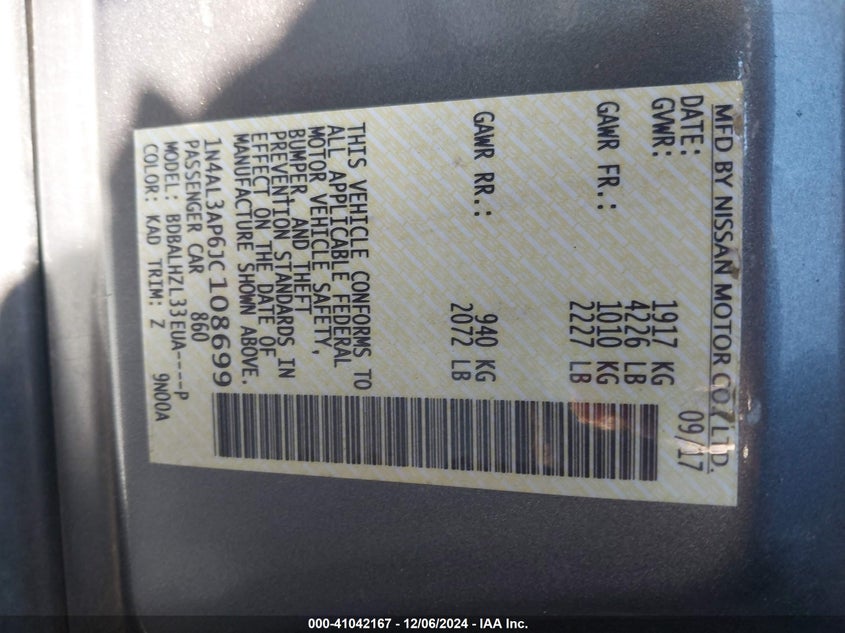 MFD BY NISSAN MOTOR CO., LTD.
DATE: 09/17
GVWR: 1917 KG
4226 LB
GAWR FR.: 1010 KG
2227 LB
GAWR RR.: 940 KG
2072 LB
THIS VEHICLE CONFORMS TO
ALL APPLICABLE FEDERAL
MOTOR VEHICLE SAFETY,
BUMPER, AND THEFT
PREVENTION STANDARDS IN
EFFECT ON THE DATE OF
MANUFACTURE SHOWN ABOVE.
1N4AL3AP6JC108699
PASSENGER CAR 860
MODEL: BDBALHZL33EUA----P
COLOR: KAD TRIM: Z 9N00A
000-41042167 - 12/06/2024 - IAA Inc.